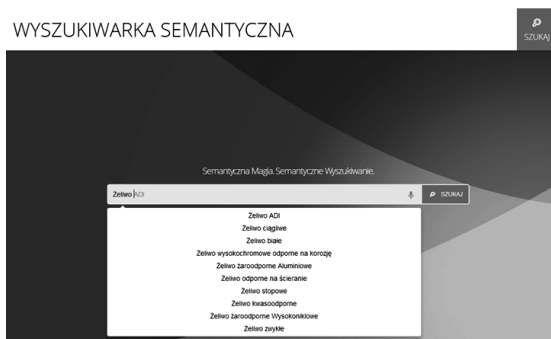 WYSZUKIWARKA SEMANTYCZNA
SZUKAJ
Semantyczna Magia. Semantyczne Wyszukiwanie.
Żeliwo ADI
SZUKAJ
Żeliwo ADI
Żeliwo ciągliwe
Żeliwo białe
Żeliwo wysokochromowe odporne na korozję
Żeliwo żaroodporne Aluminiowe
Żeliwo odporne na ścieranie
Żeliwo stopowe
Żeliwo kwasoodporne
Żeliwo żaroodporne Wysokoniklowe
Żeliwo zwykłe